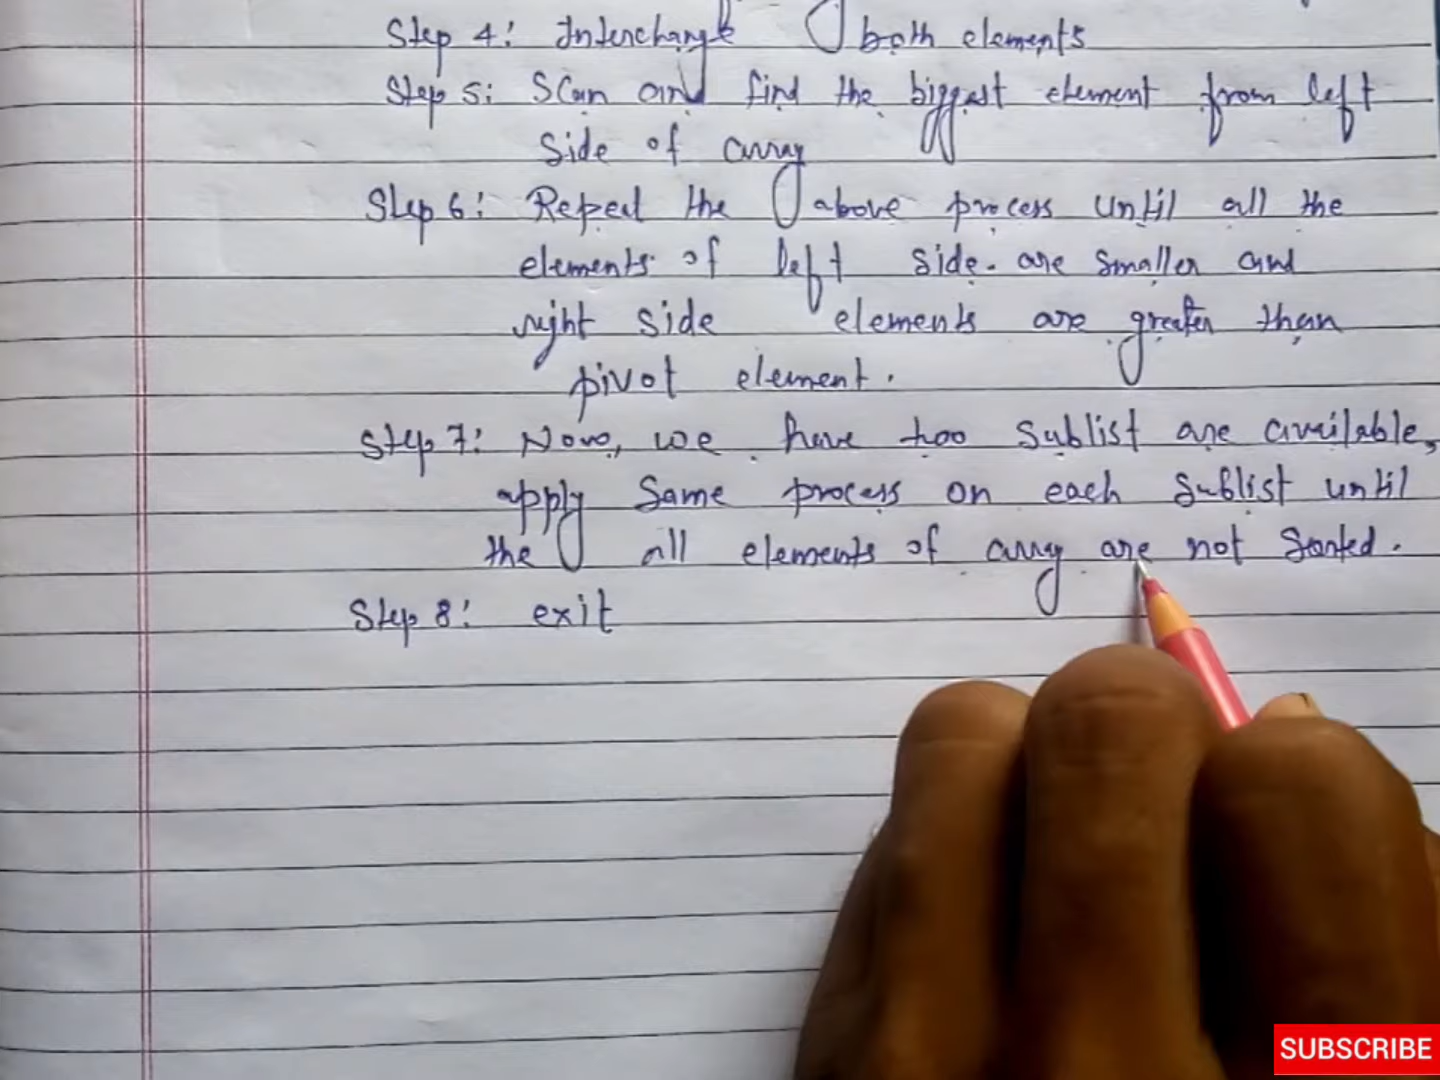 Step 4: Interchange both elements
Step 5: Scan and find the biggest element from left
side of array
Step 6: Repeat the above process until all the
elements of left side are smaller and
right side elements are greater than
pivot element.
Step 7: Now, we have two sublist are available,
apply same process on each sublist until
the all elements of array are not sorted.
Step 8: exit
SUBSCRIBE